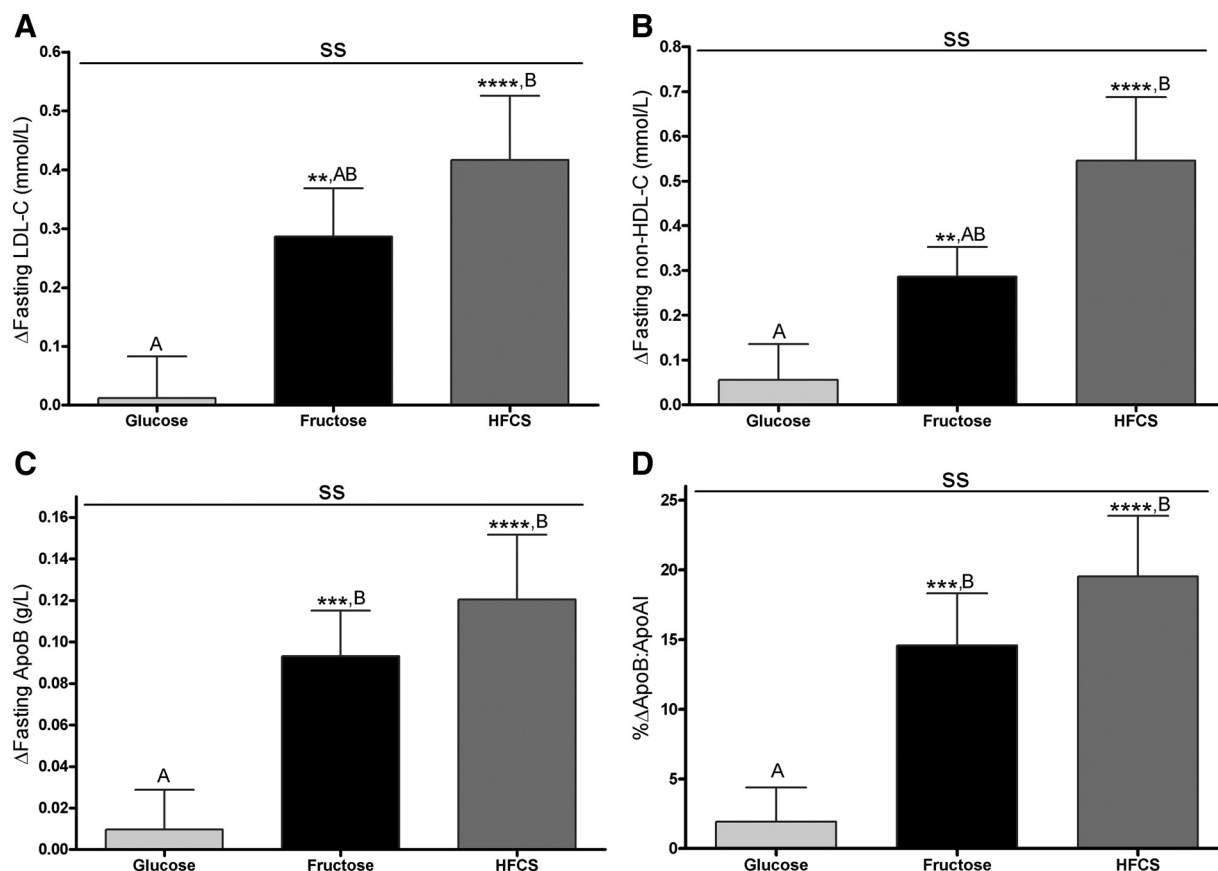 A
SS
0.6
0.5
0.4
0.3
0.2
0.1
0.0
ΔFasting LDL-C (mmol/L)
A
**,AB
****,B
Glucose Fructose HFCS
B
SS
0.8
0.7
0.6
0.5
0.4
0.3
0.2
0.1
0.0
ΔFasting non-HDL-C (mmol/L)
A
**,AB
****,B
Glucose Fructose HFCS
C
SS
0.16
0.14
0.12
0.10
0.08
0.06
0.04
0.02
0.00
ΔFasting ApoB (g/L)
A
***,B
****,B
Glucose Fructose HFCS
D
SS
25
20
15
10
5
0
%ΔApoB:ApoAI
A
***,B
****,B
Glucose Fructose HFCS